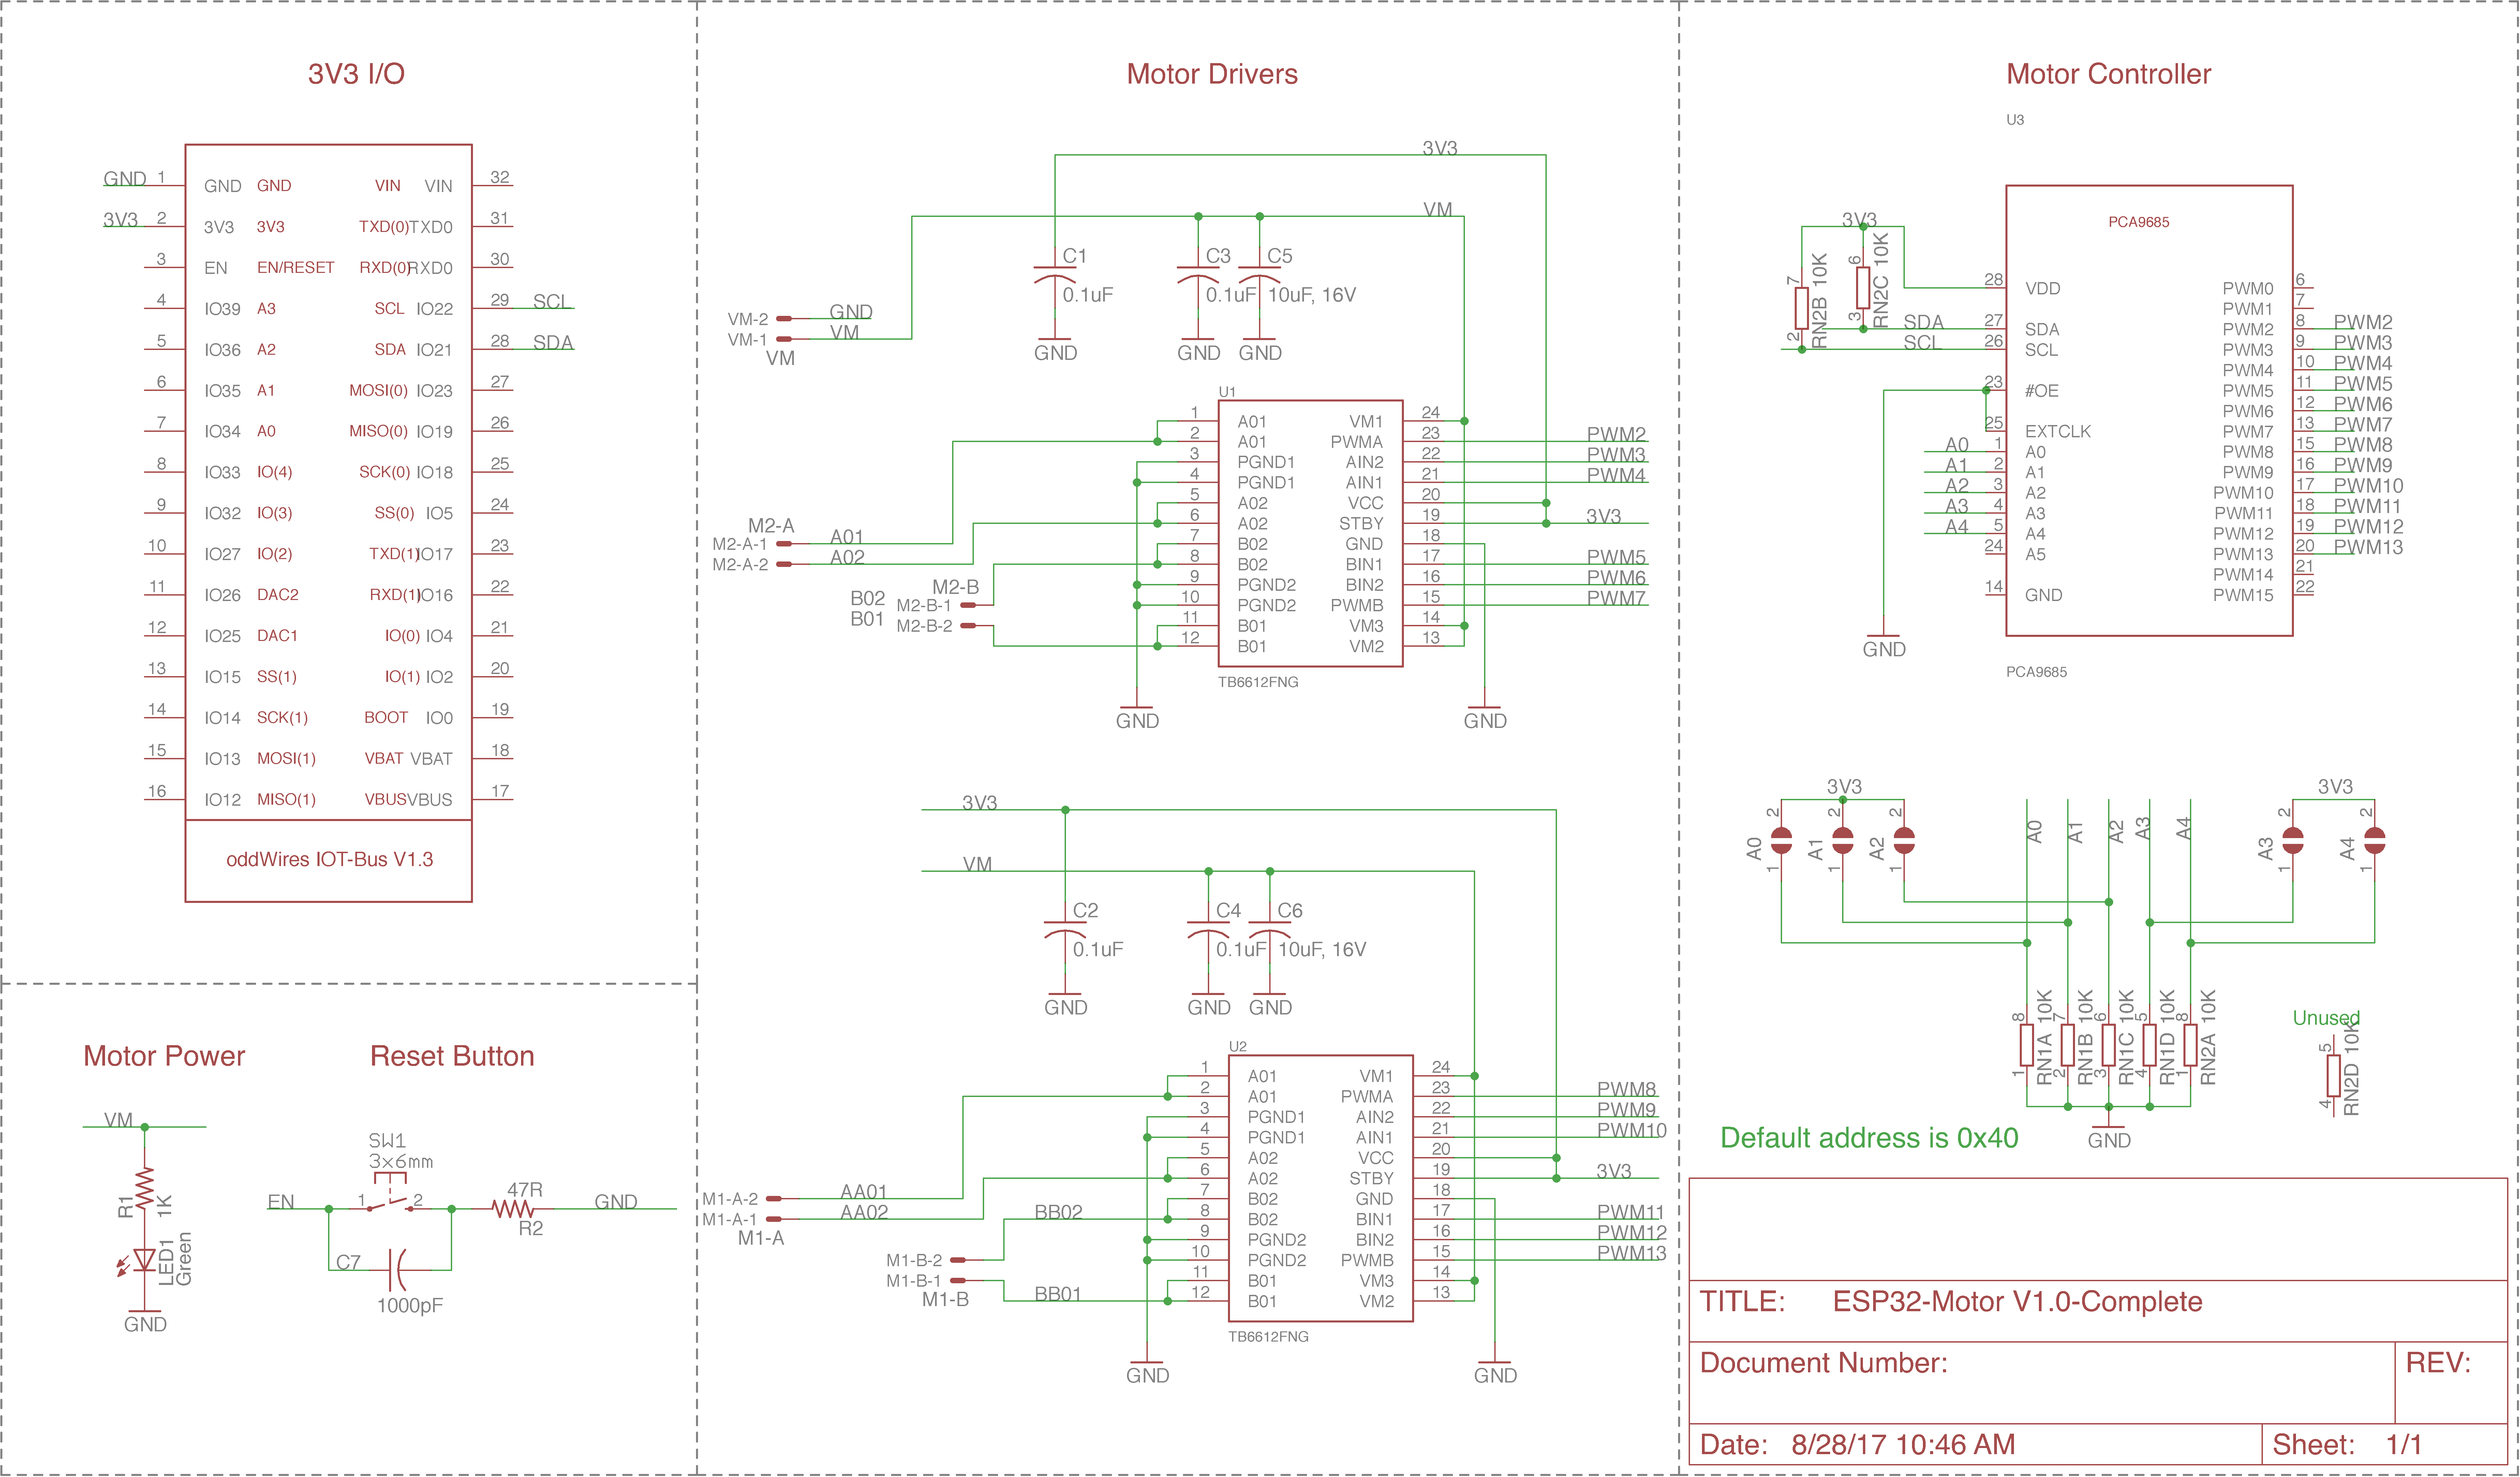 3V3 I/O
GND 1 GND GND VIN VIN 32
3V3 2 3V3 3V3 TXD(0) TXD0 31
3 EN EN/RESET RXD(0) RXD0 30
4 IO39 A3 SCL IO22 29 SCL
5 IO36 A2 SDA IO21 28 SDA
6 IO35 A1 MOSI(0) IO23 27
7 IO34 A0 MISO(0) IO19 26
8 IO33 IO(4) SCK(0) IO18 25
9 IO32 IO(3) SS(0) IO5 24
10 IO27 IO(2) TXD(1) IO17 23
11 IO26 DAC2 RXD(1) IO16 22
12 IO25 DAC1 IO(0) IO4 21
13 IO15 SS(1) IO(1) IO2 20
14 IO14 SCK(1) BOOT IO0 19
15 IO13 MOSI(1) VBAT VBAT 18
16 IO12 MISO(1) VBUS VBUS 17
oddWires IOT-Bus V1.3
Motor Power
VM
R1
1K
LED1
Green
GND
Reset Button
SW1
3x6mm
EN 1 2 47R GND
R2
C7
1000pF
Motor Drivers
3V3
VM
C1 C3 C5
0.1uF 0.1uF 10uF, 16V
GND GND GND
VM-2 GND
VM-1 VM
VM
U1
1 A01 VM1 24
2 A01 PWMA 23 PWM2
3 PGND1 AIN2 22 PWM3
4 PGND1 AIN1 21 PWM4
5 A02 VCC 20
6 A02 STBY 19 3V3
7 B02 GND 18
8 B02 BIN1 17 PWM5
9 PGND2 BIN2 16 PWM6
10 PGND2 PWMB 15 PWM7
11 B01 VM3 14
12 B01 VM2 13
TB6612FNG
M2-A
M2-A-1 A01
M2-A-2 A02
M2-B
B02 M2-B-1
B01 M2-B-2
GND GND
3V3
VM
C2 C4 C6
0.1uF 0.1uF 10uF, 16V
GND GND GND
U2
1 A01 VM1 24
2 A01 PWMA 23 PWM8
3 PGND1 AIN2 22 PWM9
4 PGND1 AIN1 21 PWM10
5 A02 VCC 20
6 A02 STBY 19 3V3
7 B02 GND 18
8 B02 BIN1 17 PWM11
9 PGND2 BIN2 16 PWM12
10 PGND2 PWMB 15 PWM13
11 B01 VM3 14
12 B01 VM2 13
TB6612FNG
M1-A-2 AA01
M1-A-1 AA02
M1-A
BB02
M1-B-2
M1-B-1
M1-B
BB01
GND GND
Motor Controller
U3
PCA9685
3V3
7 RN2B 10K 2
6 RN2C 10K 3
28 VDD PWM0 6
PWM1 7
SDA 27 SDA PWM2 8 PWM2
SCL 26 SCL PWM3 9 PWM3
PWM4 10 PWM4
23 #OE PWM5 11 PWM5
PWM6 12 PWM6
25 EXTCLK PWM7 13 PWM7
A0 1 A0 PWM8 15 PWM8
A1 2 A1 PWM9 16 PWM9
A2 3 A2 PWM10 17 PWM10
A3 4 A3 PWM11 18 PWM11
A4 5 A4 PWM12 19 PWM12
24 A5 PWM13 20 PWM13
PWM14 21
14 GND PWM15 22
GND
PCA9685
3V3 3V3
2 2 2 2 2
A0 A1 A2 A0 A1 A2 A3 A4 A3 A4
1 1 1 1 1
8 RN1A 10K 1
7 RN1B 10K 2
6 RN1C 10K 3
5 RN1D 10K 4
8 RN2A 10K 1
Unused
5 RN2D 10K 4
GND
Default address is 0x40
TITLE: ESP32-Motor V1.0-Complete
Document Number: REV:
Date: 8/28/17 10:46 AM Sheet: 1/1